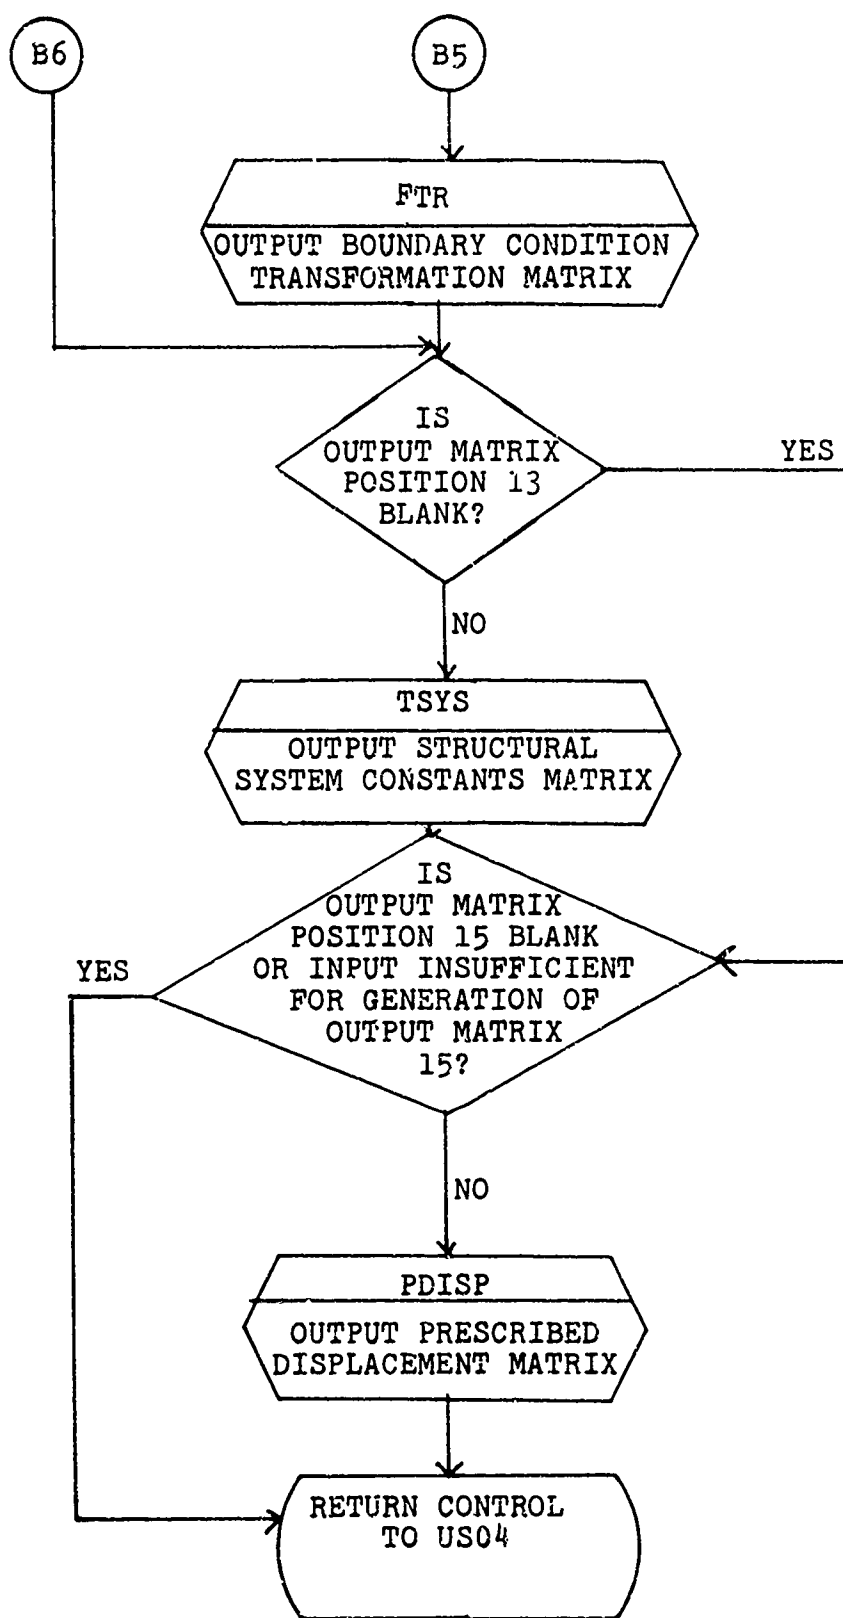 B6
B5
FTR
OUTPUT BOUNDARY CONDITION
TRANSFORMATION MATRIX
IS
OUTPUT MATRIX
POSITION 13
BLANK?
YES
NO
TSYS
OUTPUT STRUCTURAL
SYSTEM CONSTANTS MATRIX
IS
OUTPUT MATRIX
POSITION 15 BLANK
OR INPUT INSUFFICIENT
FOR GENERATION OF
OUTPUT MATRIX
15?
YES
NO
PDISP
OUTPUT PRESCRIBED
DISPLACEMENT MATRIX
RETURN CONTROL
TO US04